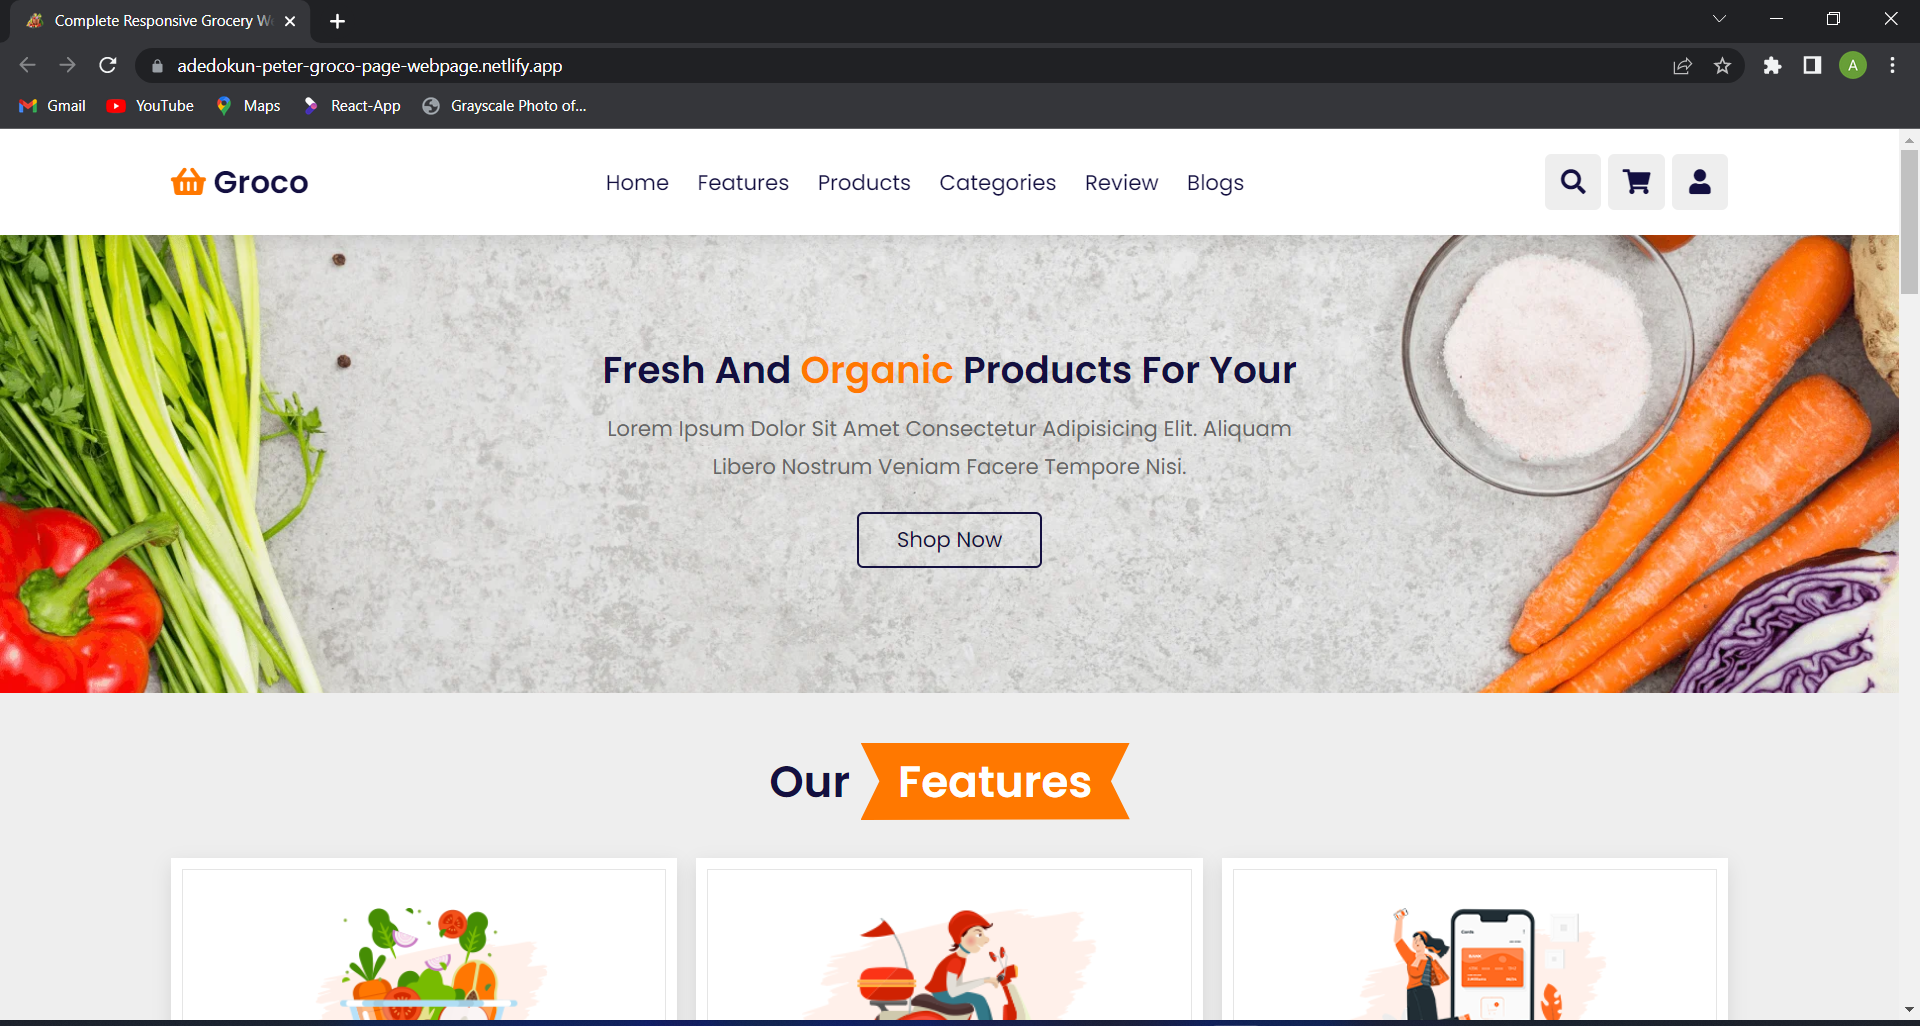 Complete Responsive Grocery We
adedokun-peter-groco-page-webpage.netlify.app
A
Gmail YouTube Maps React-App Grayscale Photo of...
Groco Home Features Products Categories Review Blogs
Fresh And Organic Products For Your
Lorem Ipsum Dolor Sit Amet Consectetur Adipisicing Elit. Aliquam
Libero Nostrum Veniam Facere Tempore Nisi.
Shop Now
Our Features